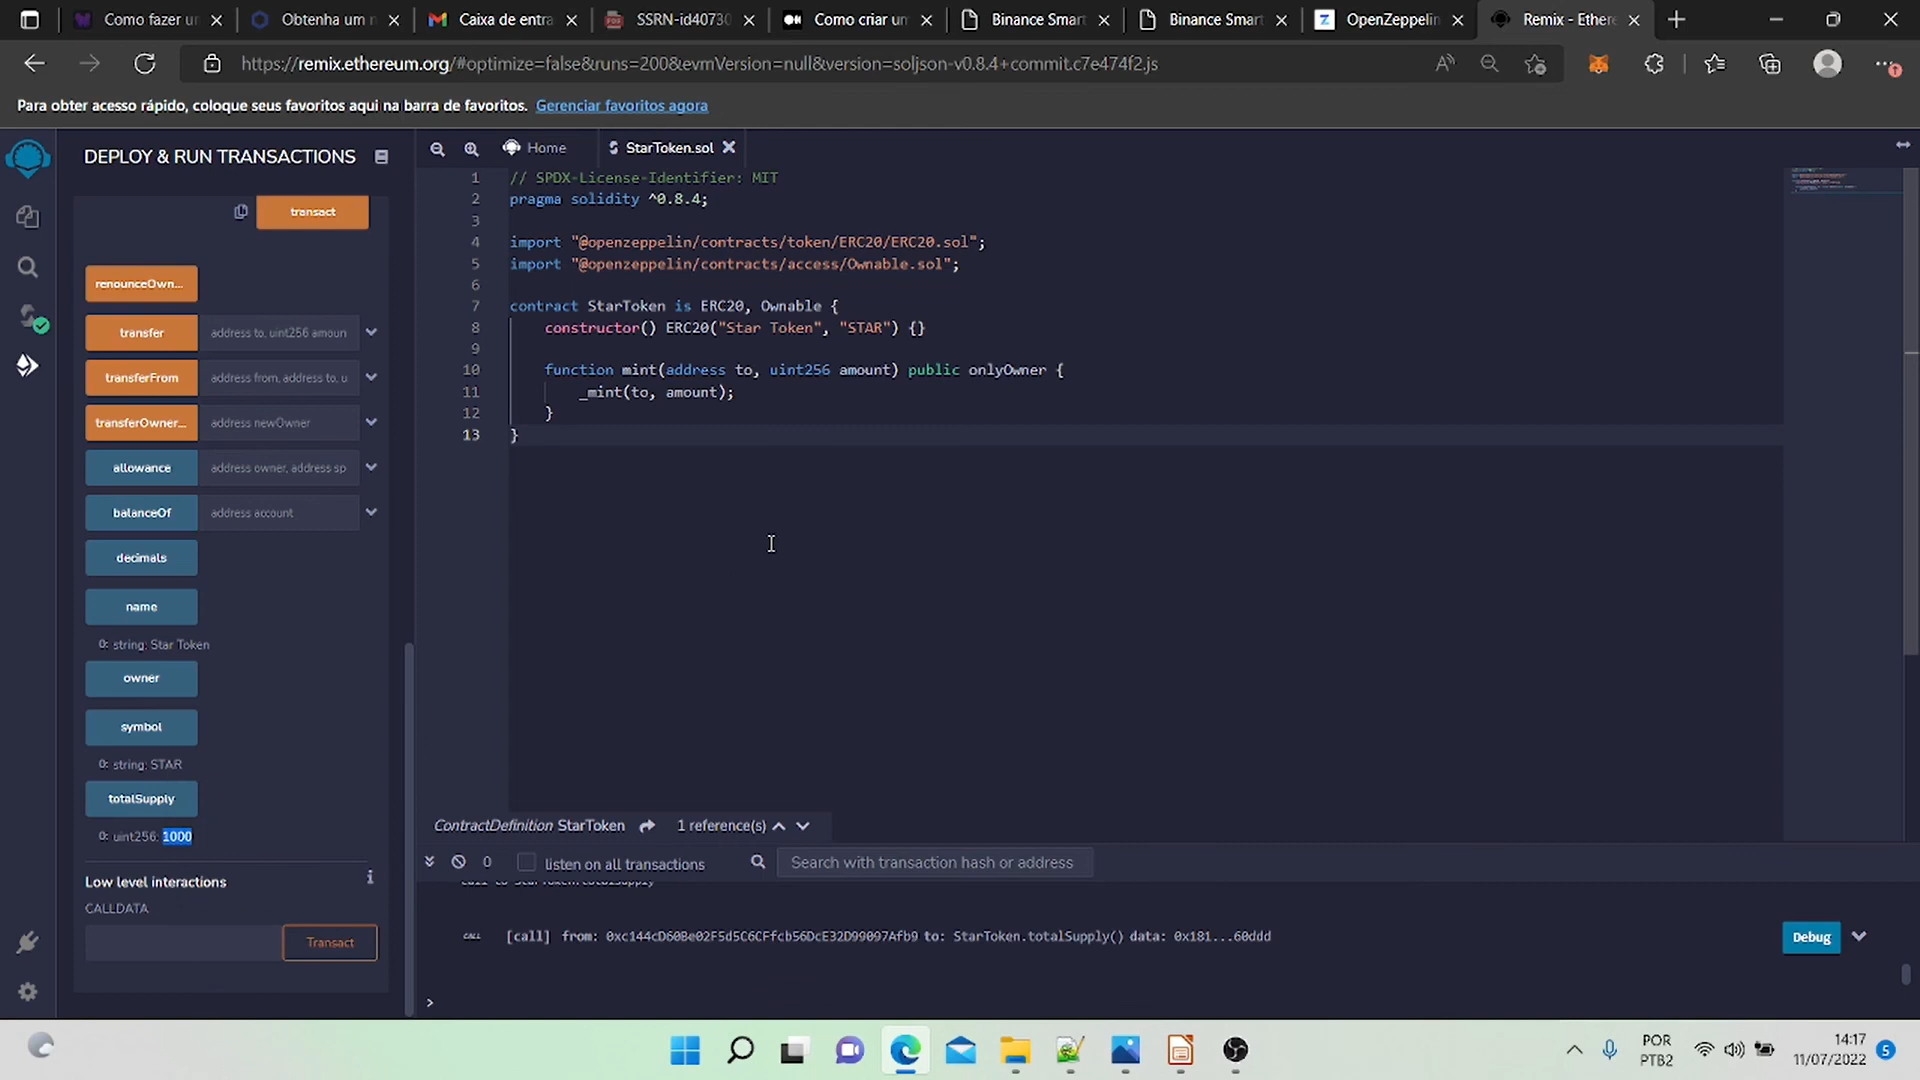 Como fazer un
Obtenha um n
Caixa de entra
SSRN-id40730
Como criar um
Binance Smart
Binance Smart
OpenZeppelin
Remix - Ethere
https://remix.ethereum.org/#optimize=false&runs=200&evmVersion=null&version=soljson-v0.8.4+commit.c7e474f2.js
Para obter acesso rápido, coloque seus favoritos aqui na barra de favoritos. Gerenciar favoritos agora
DEPLOY & RUN TRANSACTIONS
transact
renounceOwn...
transfer address to, uint256 amoun
transferFrom address from, address to, u
transferOwner... address newOwner
allowance address owner, address sp
balanceOf address account
decimals
name
0: string: Star Token
owner
symbol
0: string: STAR
totalSupply
0: uint256: 1000
Low level interactions
CALLDATA
Transact
Home StarToken.sol
1 // SPDX-License-Identifier: MIT
2 pragma solidity ^0.8.4;
3
4 import "@openzeppelin/contracts/token/ERC20/ERC20.sol";
5 import "@openzeppelin/contracts/access/Ownable.sol";
6
7 contract StarToken is ERC20, Ownable {
8 constructor() ERC20("Star Token", "STAR") {}
9
10 function mint(address to, uint256 amount) public onlyOwner {
11 _mint(to, amount);
12 }
13 }
ContractDefinition StarToken 1 reference(s)
0 listen on all transactions Search with transaction hash or address
call to StarToken.totalSupply
CALL [call] from: 0xc144cD60Be02F5d5C6CFfcb56DcE32D99097Afb9 to: StarToken.totalSupply() data: 0x181...60ddd
Debug
>
POR
PTB2
14:17
11/07/2022
5